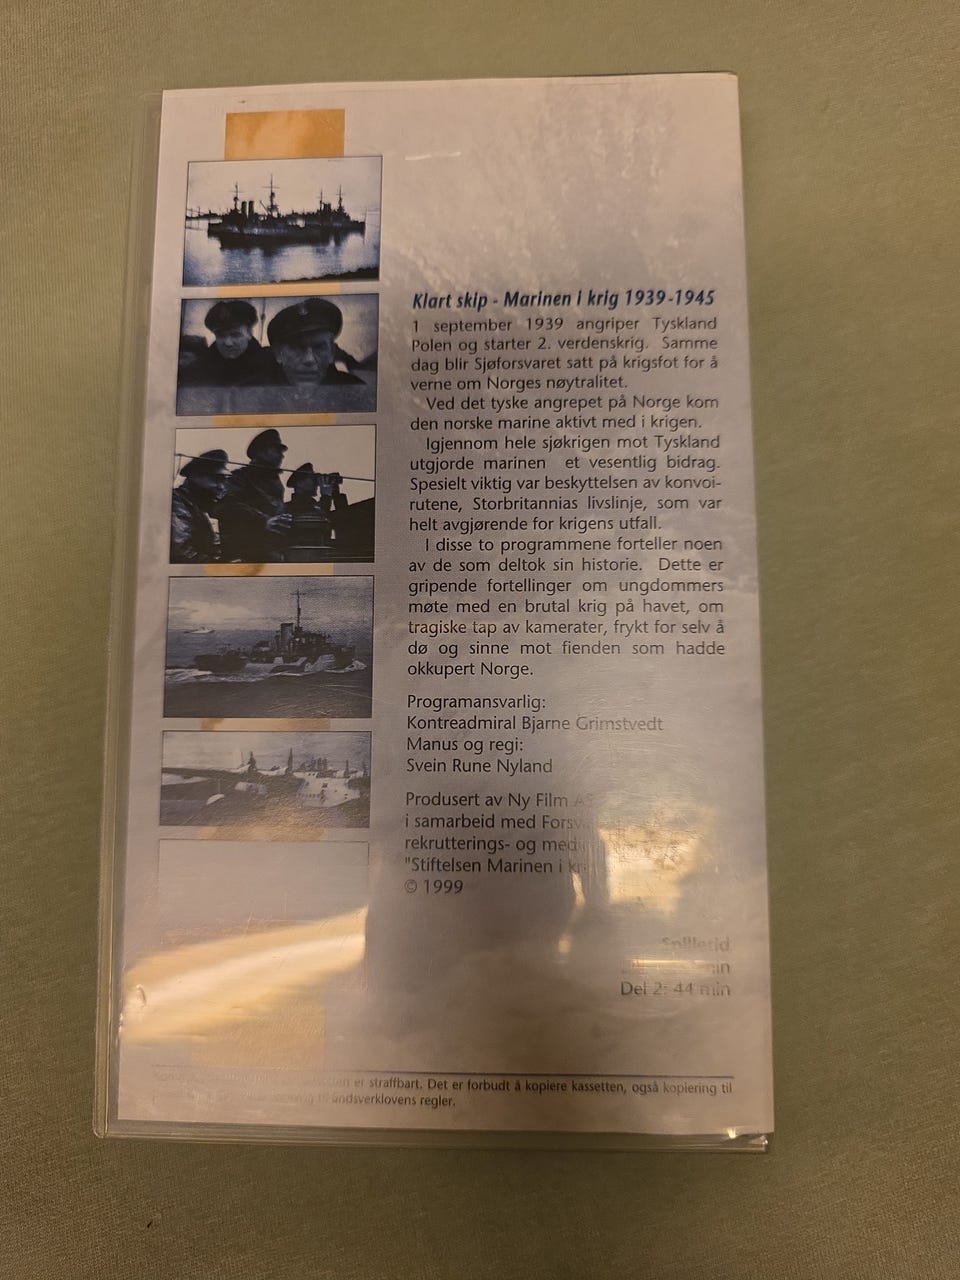 Klart skip - Marinen i krig 1939-1945
1 september 1939 angriper Tyskland
Polen og starter 2. verdenskrig. Samme
dag blir Sjøforsvaret satt på krigsfot for å
verne om Norges nøytralitet.
Ved det tyske angrepet på Norge kom
den norske marine aktivt med i krigen.
Igjennom hele sjøkrigen mot Tyskland
utgjorde marinen et vesentlig bidrag.
Spesielt viktig var beskyttelsen av konvoi-
rutene, Storbritannias livslinje, som var
helt avgjørende for krigens utfall.
I disse to programmene forteller noen
av de som deltok sin historie. Dette er
gripende fortellinger om ungdommers
møte med en brutal krig på havet, om
tragiske tap av kamerater, frykt for selv å
dø og sinne mot fienden som hadde
okkupert Norge.
Programansvarlig:
Kontreadmiral Bjarne Grimstvedt
Manus og regi:
Svein Rune Nyland
Produsert av Ny Film AS
i samarbeid med
rekrutterings- og
"Stiftelsen Marinen i
© 1999
Spilletid
Del 2: 44 min
er straffbart. Det er forbudt å kopiere kassetten, også kopiering til
åndsverklovens regler.